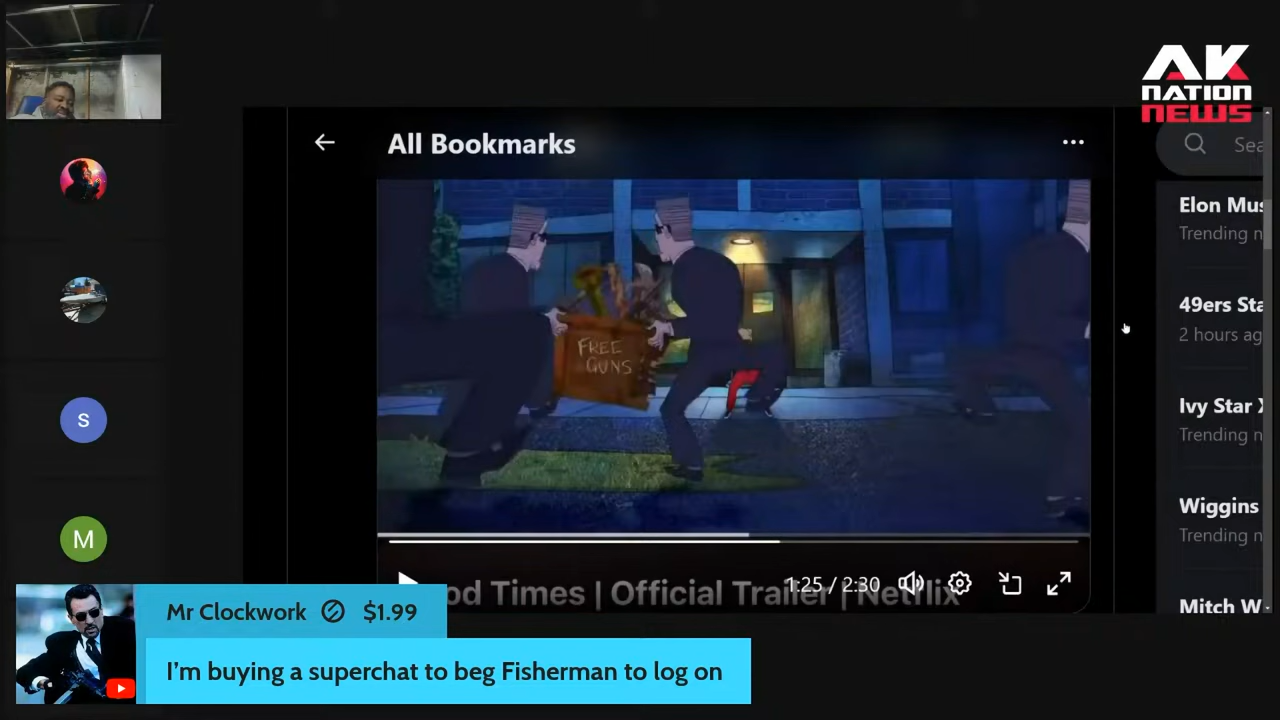 AK
NATION
NEWS
All Bookmarks
Sea
Elon Mus
Trending n
FREE
GUNS
49ers Sta
2 hours ag
Ivy Star
Trending n
S
Wiggins
Trending n
M
1:25 / 2:30
od Times | Official Trailer | Netflix
Mitch W
Mr Clockwork $1.99
I'm buying a superchat to beg Fisherman to log on